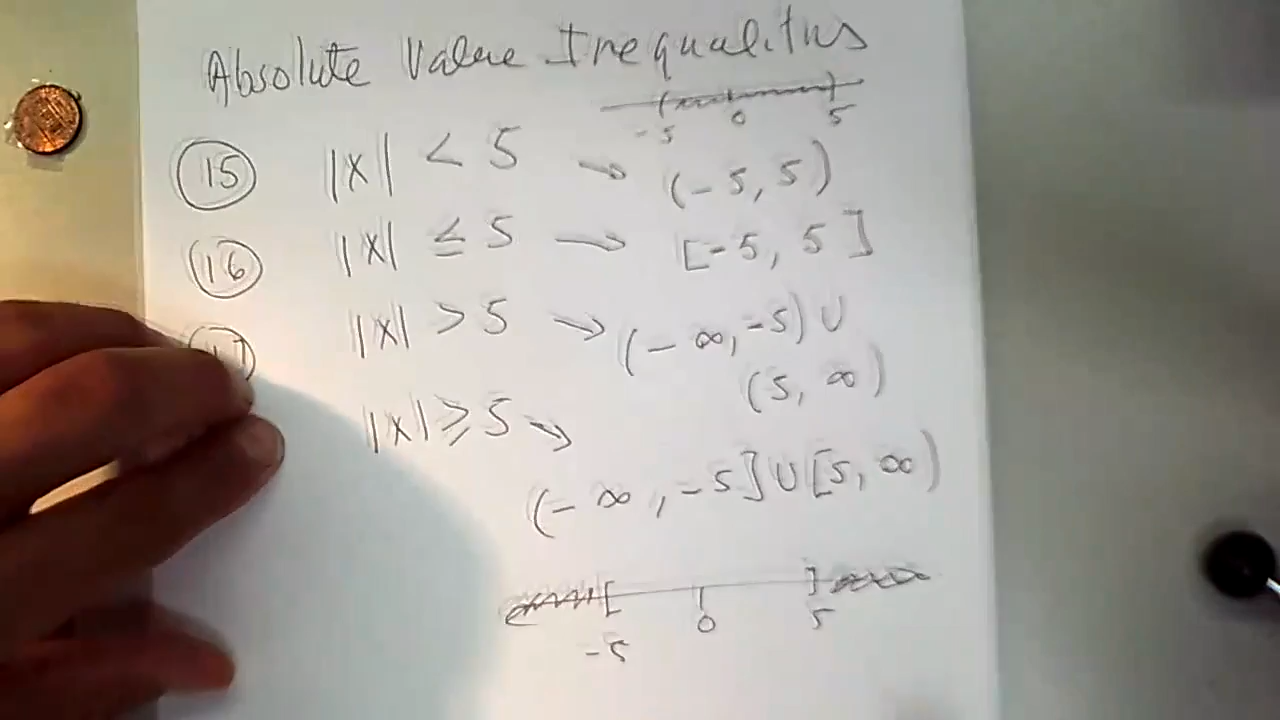 Absolute Value Inequalities
-5 0 5
15 |x| < 5 → (-5, 5)
16 |x| ≤ 5 → [-5, 5]
|x| > 5 → (-∞, -5) ∪
(5, ∞)
|x| ≥ 5 →
(-∞, -5] ∪ [5, ∞)
[ ]
-5 0 5